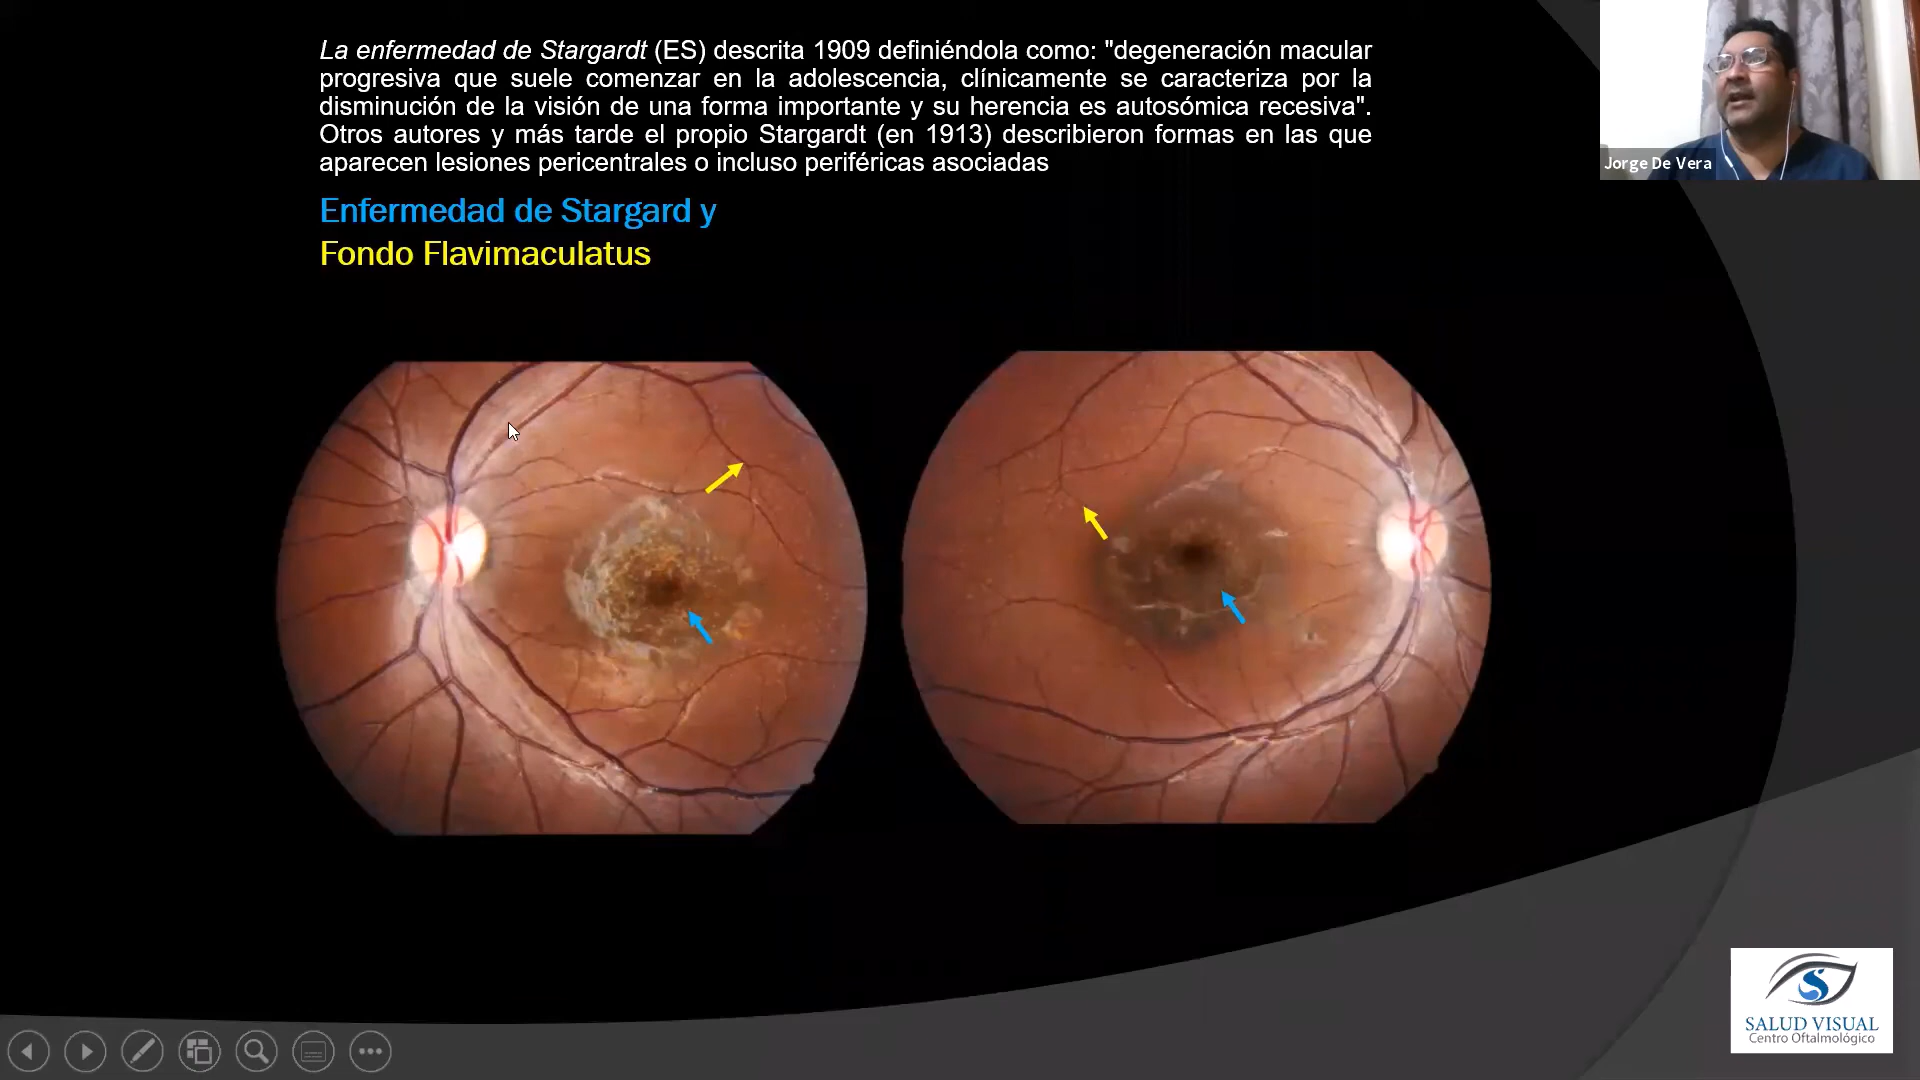 La enfermedad de Stargardt (ES) descrita 1909 definiéndola como: "degeneración macular
progresiva que suele comenzar en la adolescencia, clínicamente se caracteriza por la
disminución de la visión de una forma importante y su herencia es autosómica recesiva".
Otros autores y más tarde el propio Stargardt (en 1913) describieron formas en las que
aparecen lesiones pericentrales o incluso periféricas asociadas
Enfermedad de Stargard y
Fondo Flavimaculatus
Jorge De Vera
SALUD VISUAL
Centro Oftalmológico